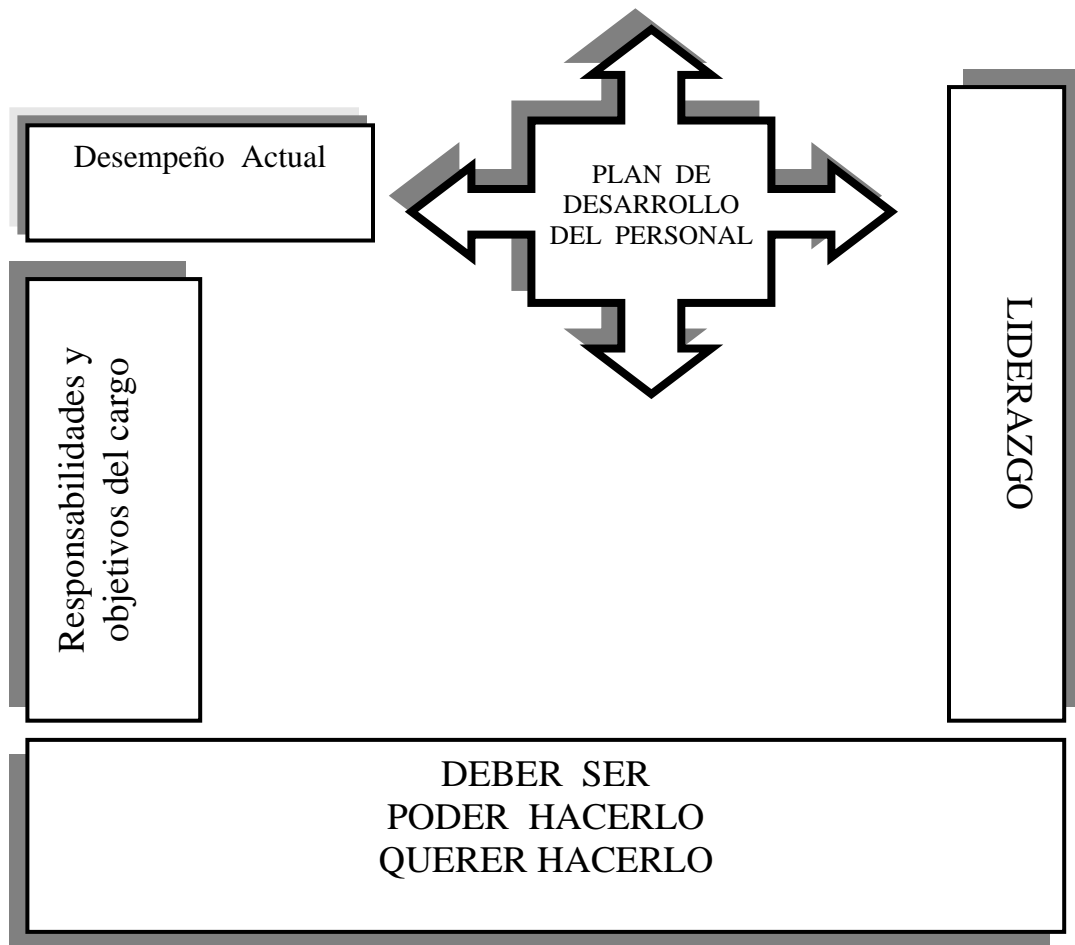 Desempeño Actual
PLAN DE
DESARROLLO
DEL PERSONAL
Responsabilidades y
objetivos del cargo
LIDERAZGO
DEBER SER
PODER HACERLO
QUERER HACERLO